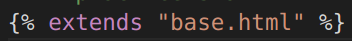 {% extends "base.html" %}